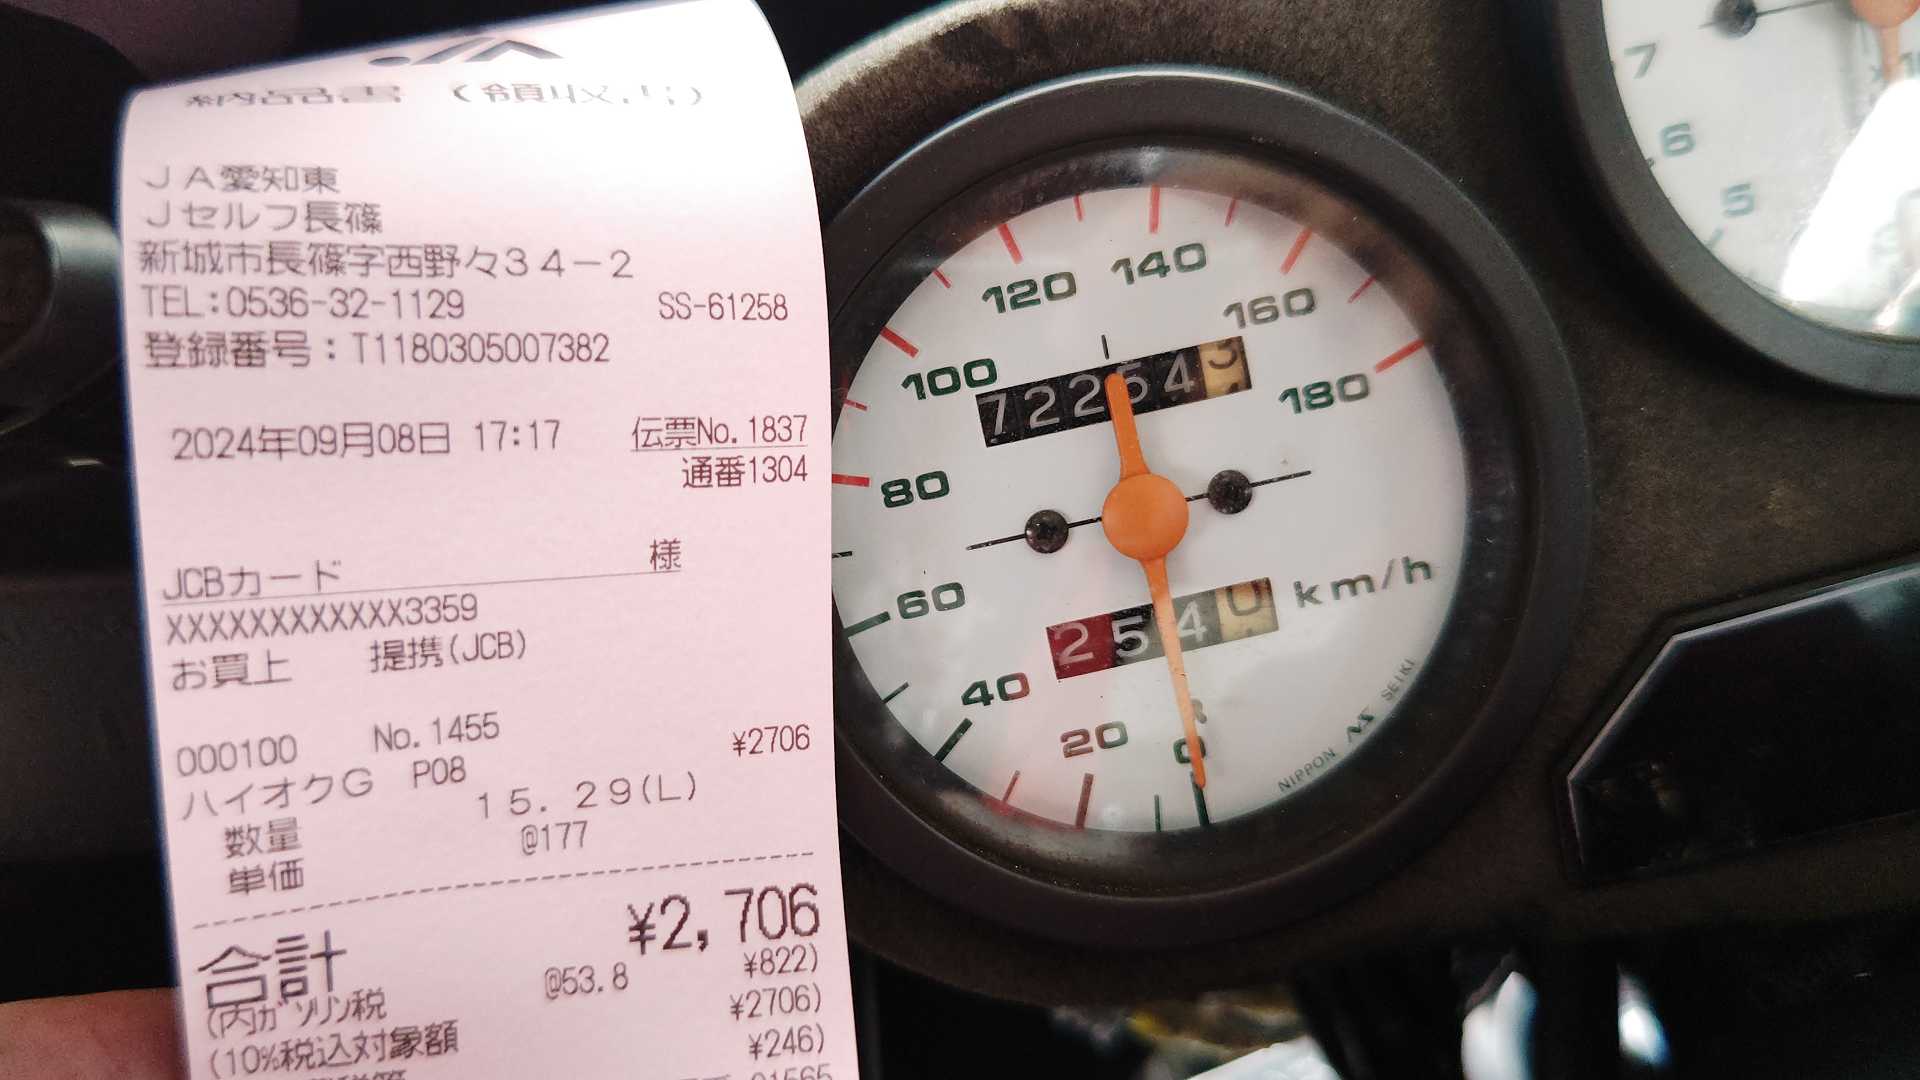 JA
納品書 (領収書)
JA愛知東
Jセルフ長篠
新城市長篠字西野々34-2
TEL:0536-32-1129 SS-61258
登録番号:T1180305007382
2024年09月08日 17:17 伝票No.1837
通番1304
JCBカード 様
XXXXXXXXXXXX3359
お買上 提携(JCB)
000100 No.1455 ¥2706
ハイオクG P08
数量 15.29(L)
単価 @177
合計 ¥2,706
(内ガソリン税 @53.8 ¥822)
(10%税込対象額 ¥2706)
¥246)
120 140
160
100
180
722543
80
60
km/h
2540
40
20
R
0
NIPPON NS SEIKI
7
6
5